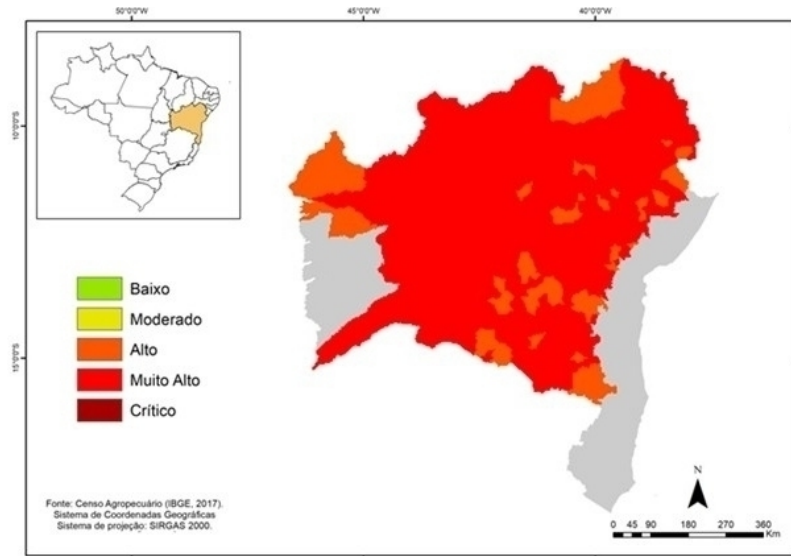 50°0'0"W
45°0'0"W
40°0'0"W
10°0'0"S
15°0'0"S
Baixo
Moderado
Alto
Muito Alto
Crítico
Fonte: Censo Agropecuário (IBGE, 2017).
Sistema de Coordenadas Geográficas
Sistema de projeção: SIRGAS 2000.
N
0 45 90 180 270 360
Km